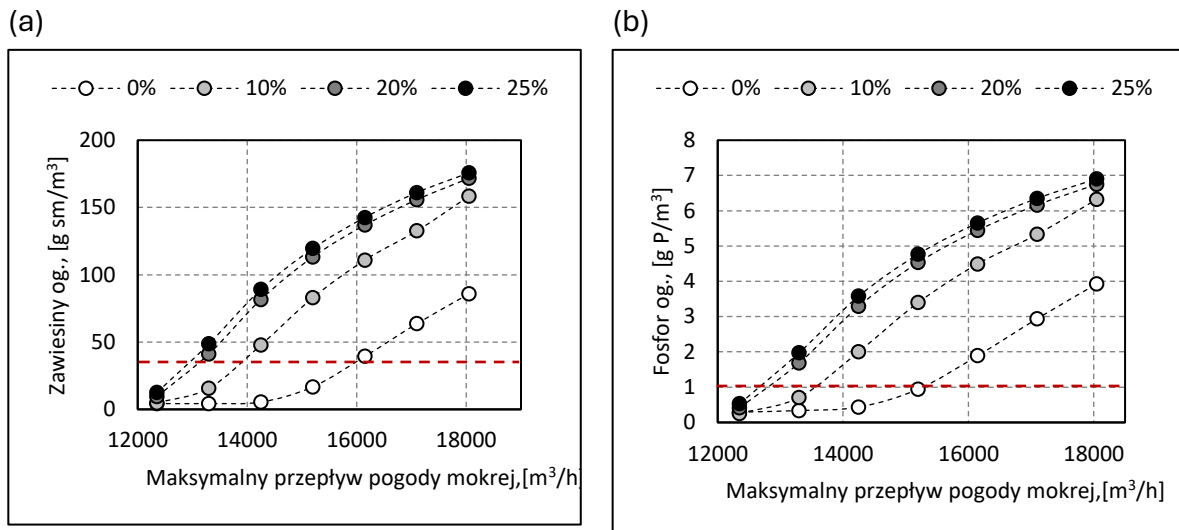 (a)
0% 10% 20% 25%
Zawiesiny og., [g sm/m³]
200
150
100
50
0
12000 14000 16000 18000
Maksymalny przepływ pogody mokrej,[m³/h]
(b)
0% 10% 20% 25%
Fosfor og., [g P/m³]
8
7
6
5
4
3
2
1
0
12000 14000 16000 18000
Maksymalny przepływ pogody mokrej,[m³/h]